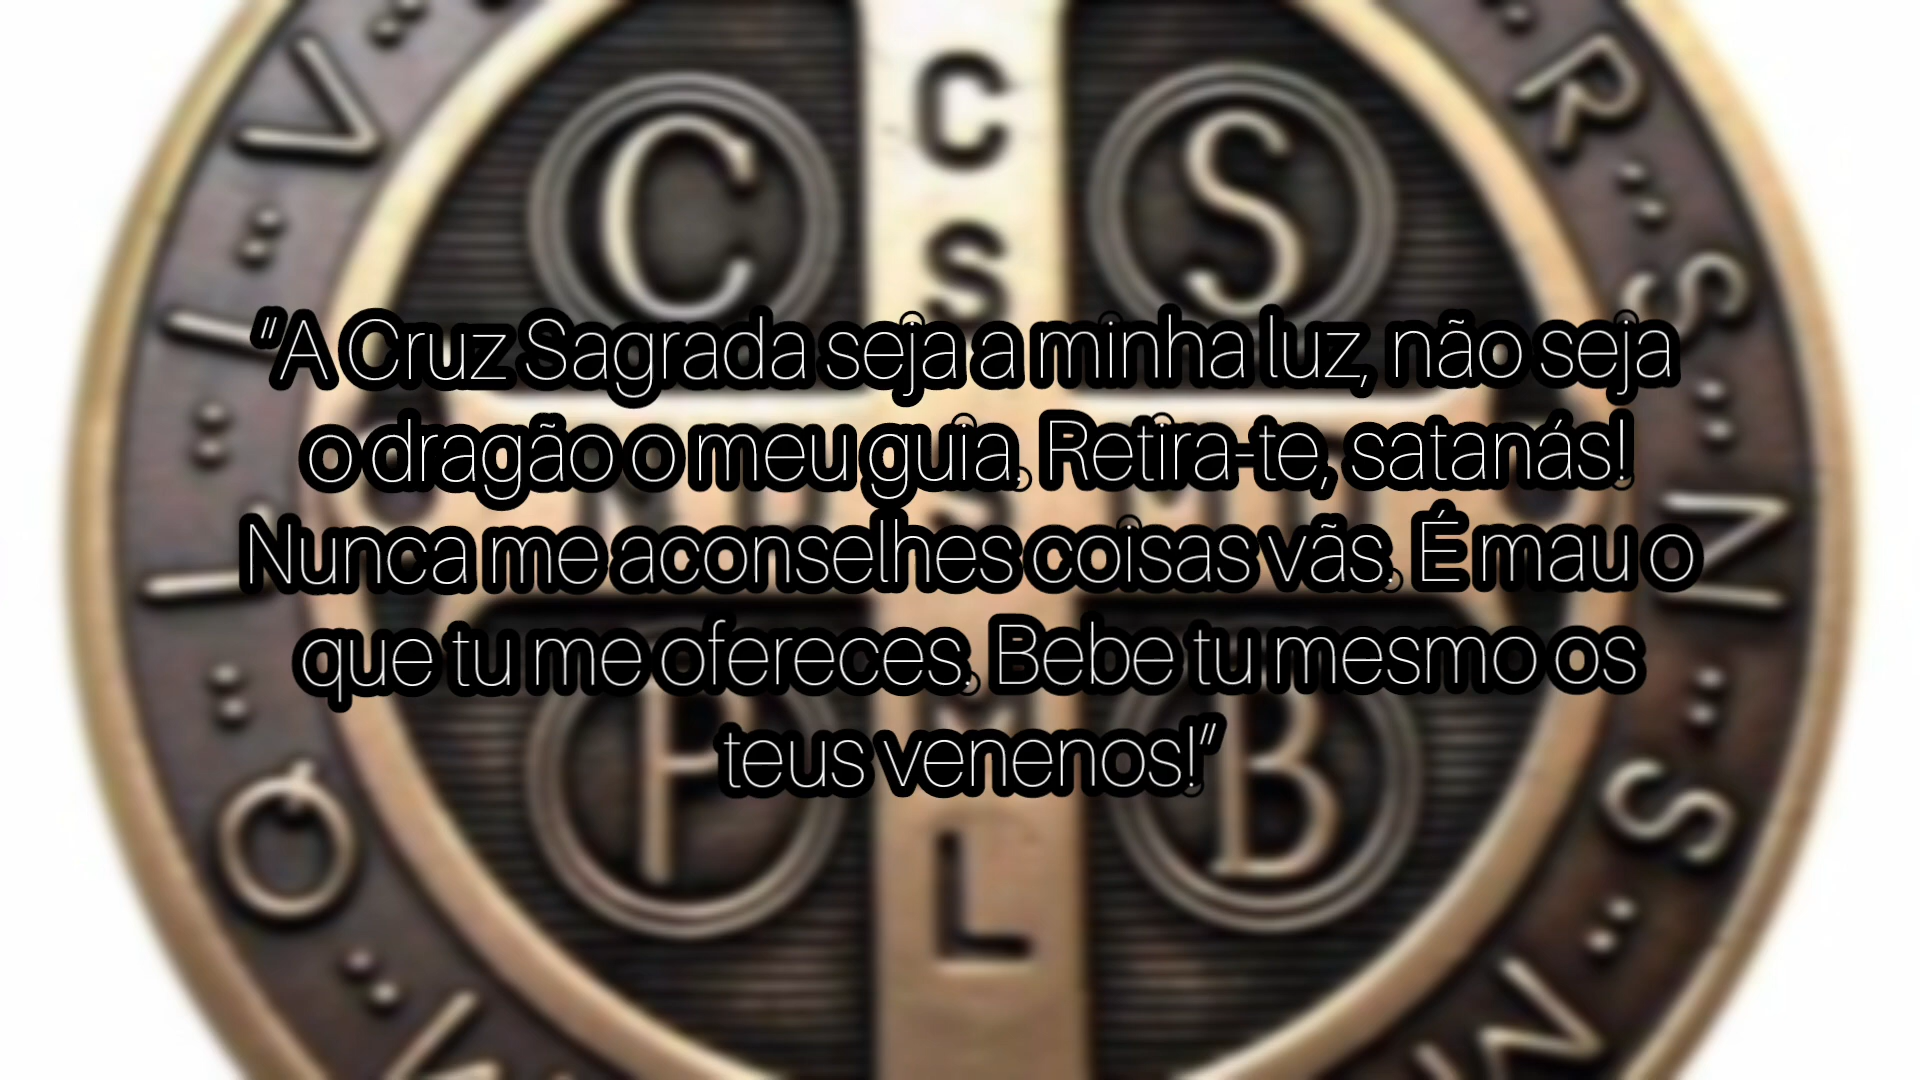 V
R
C
C
S
S
S
I
"A Cruz Sagrada seja a minha luz, não seja
o dragão o meu guia. Retira-te, satanás!
N D S M D
Nunca me aconselhes coisas vãs. É mau o
L
N
que tu me ofereces. Bebe tu mesmo os
M
teus venenos!"
P
B
Q
S
L
M